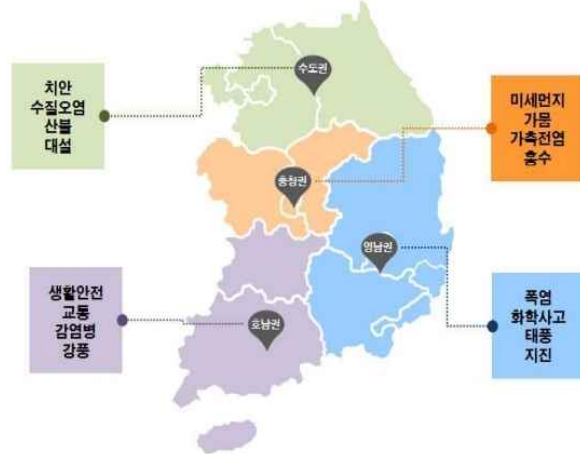 수도권
치안
수질오염
산불
대설
미세먼지
가뭄
가축전염
홍수
충청권
영남권
생활안전
교통
감염병
강풍
호남권
폭염
화학사고
태풍
지진